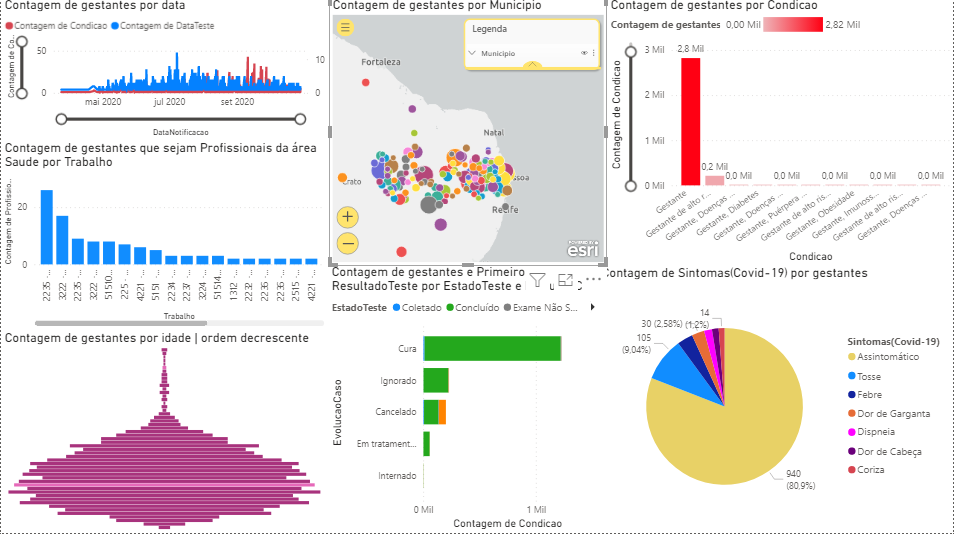 Contagem de gestantes por data
Contagem de Condicao
Contagem de DataTeste
50
0
10
0
mai 2020
jul 2020
set 2020
DataNotificacao
Contagem de Co...
Contagem de gestantes que sejam Profissionais da área
Saude por Trabalho
Contagem de Profissio...
20
0
2235 -...
3222 -...
2235 -...
3222 -...
51510...
225 -...
4221 -...
5151 -...
2234 -...
2237 -...
3224 -...
51514...
1312 -...
2232 -...
2235 -...
2236 -...
2515 -...
4221 -...
Trabalho
Contagem de gestantes por idade | ordem decrescente
Contagem de gestantes por Municipio
Legenda
Municipio
Fortaleza
Natal
Crato
soa
Recife
+
−
POWERED BY
esri
Contagem de gestantes e Primeiro
ResultadoTeste por EstadoTeste e
EstadoTeste
Coletado
Concluído
Exame Não S...
EvolucaoCaso
Cura
Ignorado
Cancelado
Em tratament...
Internado
0 Mil
1 Mil
Contagem de Condicao
Contagem de gestantes por Condicao
Contagem de gestantes
0,00 Mil
2,82 Mil
Contagem de Condicao
3 Mil
2 Mil
1 Mil
0 Mil
2,8 Mil
0,2 Mil
0,0 Mil
0,0 Mil
0,0 Mil
0,0 Mil
0,0 Mil
Gestante
Gestante de alto r...
Gestante, Doenças ...
Gestante, Diabetes
Gestante, Doenças ...
Gestante, Puérpera ...
Gestante de alto ris...
Gestante, Obesidade
Gestante, Imunoss...
Gestante de alto ris...
Gestante, Doenças ...
Condicao
Contagem de Sintomas(Covid-19) por gestantes
14
(1,2%)
30 (2,58%)
105
(9,04%)
940
(80,9%)
Sintomas(Covid-19)
Assintomático
Tosse
Febre
Dor de Garganta
Dispneia
Dor de Cabeça
Coriza